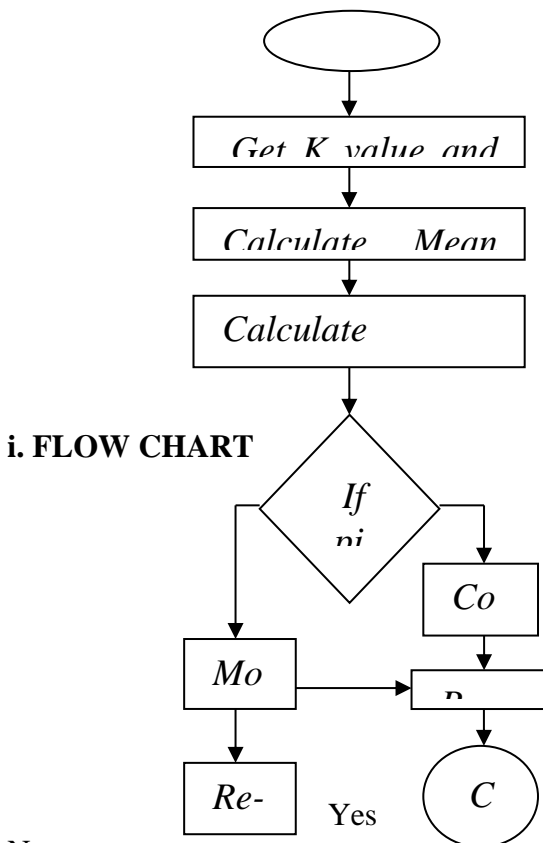 Get K value and
Calculate Mean
Calculate
i. FLOW CHART
If
Co
Mo
Re-
C
Yes